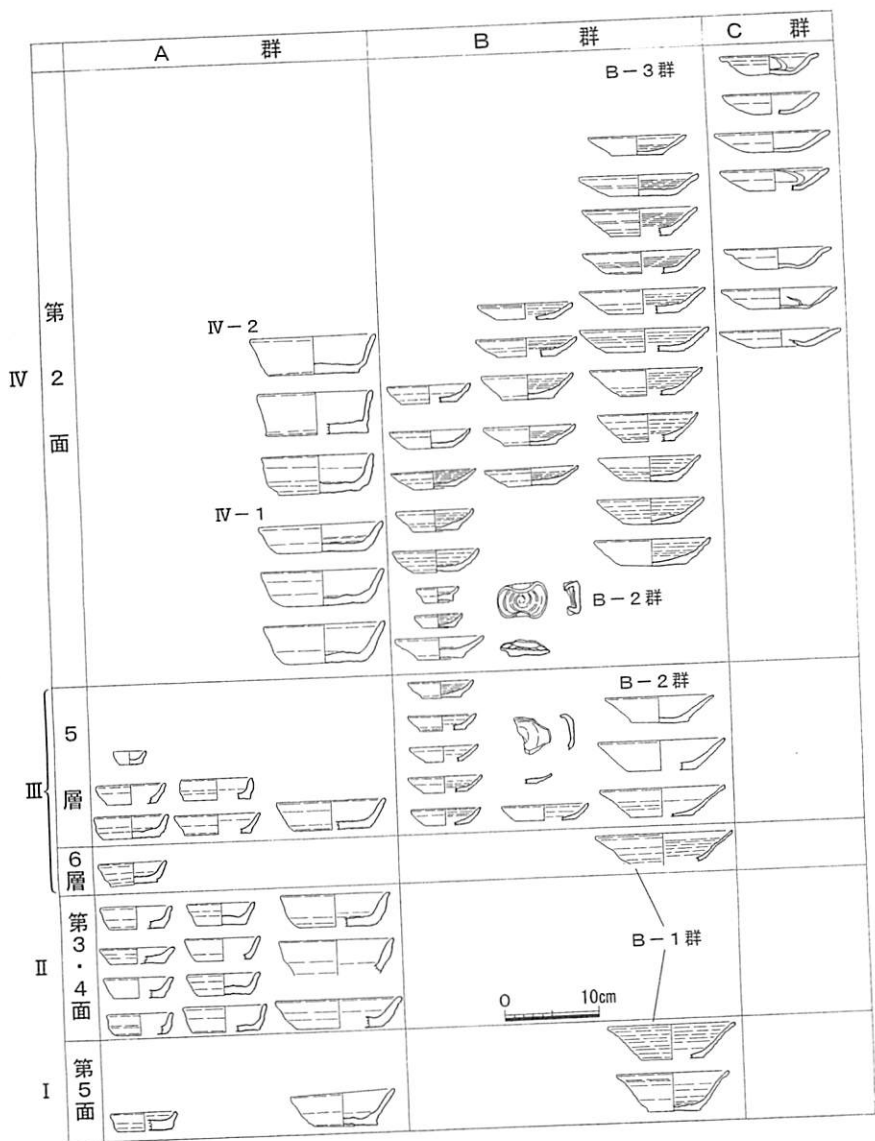 A 群 B 群 C 群
B－3群
Ⅳ－2
Ⅳ 第2面
Ⅳ－1
B－2群
B－2群
Ⅲ 5層
6層
Ⅱ 第3・4面
B－1群
0 10cm
Ⅰ 第5面